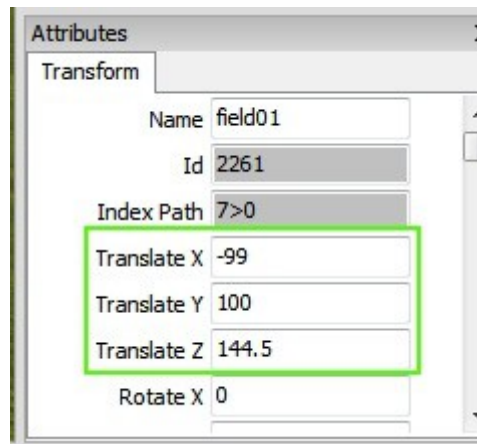 Attributes
Transform
Name field01
Id 2261
Index Path 7>0
Translate X -99
Translate Y 100
Translate Z 144.5
Rotate X 0